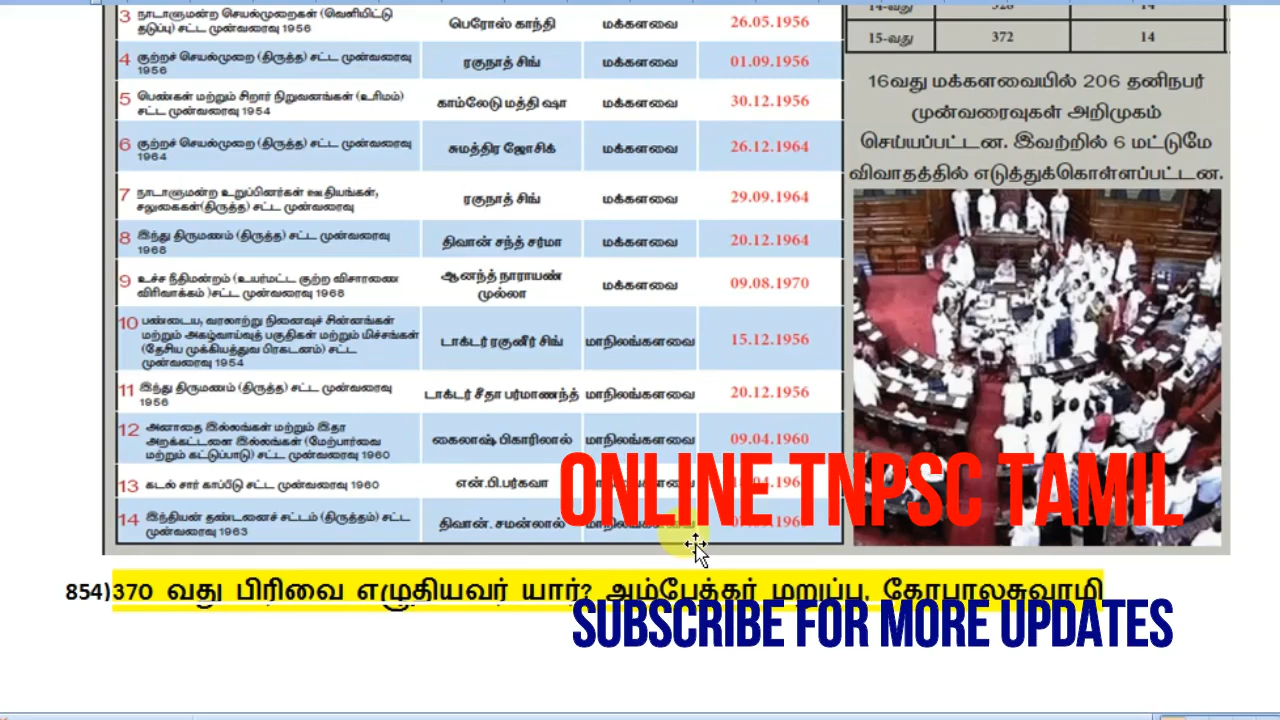 3 நாடாளுமன்ற செயல்முறைகள் (வெளியிட்டு
தடுப்பு) சட்ட முன்வரைவு 1956
பெரோஸ் காந்தி மக்களவை 26.05.1956
4 குற்றச் செயல்முறை (திருத்த) சட்ட முன்வரைவு
1956
ரகுநாத் சிங் மக்களவை 01.09.1956
5 பெண்கள் மற்றும் சிறார் நிறுவனங்கள் (உரிமம்)
சட்ட முன்வரைவு 1954
காம்லேடு மத்தி ஷா மக்களவை 30.12.1956
6 குற்றச் செயல்முறை (திருத்த) சட்ட முன்வரைவு
1964
சுமத்திர ஜோசிக் மக்களவை 26.12.1964
7 நாடாளுமன்ற உறுப்பினர்கள் ஊதியங்கள்,
சலுகைகள்(திருத்த) சட்ட முன்வரைவு
ரகுநாத் சிங் மக்களவை 29.09.1964
8 இந்து திருமணம் (திருத்த) சட்ட முன்வரைவு
1968
திவான் சந்த் சர்மா மக்களவை 20.12.1964
9 உச்ச நீதிமன்றம் (உயர்மட்ட குற்ற விசாரணை
விரிவாக்கம் )சட்ட முன்வரைவு 1968
ஆனந்த் நாராயண்
முல்லா
மக்களவை 09.08.1970
10 பண்டைய, வரலாற்று நினைவுச் சின்னங்கள்
மற்றும் அகழ்வாய்வுத் பகுதிகள் மற்றும் மிச்சங்கள்
(தேசிய முக்கியத்துவ பிரகடனம்) சட்ட
முன்வரைவு 1954
டாக்டர் ரகுவீர் சிங் மாநிலங்களவை 15.12.1956
11 இந்து திருமணம் (திருத்த) சட்ட முன்வரைவு
1956
டாக்டர் சீதா பர்மாணந்த் மாநிலங்களவை 20.12.1956
12 அனாதை இல்லங்கள் மற்றும் இதர
அறக்கட்டளை இல்லங்கள் (மேற்பார்வை
மற்றும் கட்டுப்பாடு) சட்ட முன்வரைவு 1960
கைலாஷ் பிகாரிலால் மாநிலங்களவை 09.04.1960
13 கடல் சார் காப்பீடு சட்ட முன்வரைவு 1960
என்.பி.பர்கவா
14 இந்தியன் தண்டனைச் சட்டம் (திருத்தம்) சட்ட
முன்வரைவு 1963
திவான். சமன்லால் மாநிலங்களவை
14-வது 328 14
15-வது 372 14
16வது மக்களவையில் 206 தனிநபர்
முன்வரைவுகள் அறிமுகம்
செய்யப்பட்டன. இவற்றில் 6 மட்டுமே
விவாதத்தில் எடுத்துக்கொள்ளப்பட்டன.
ONLINE TNPSC TAMIL
854)370 வது பிரிவை எழுதியவர் யார்? அம்பேத்கர் மறுப்பு, கோபாலசுவாமி
SUBSCRIBE FOR MORE UPDATES